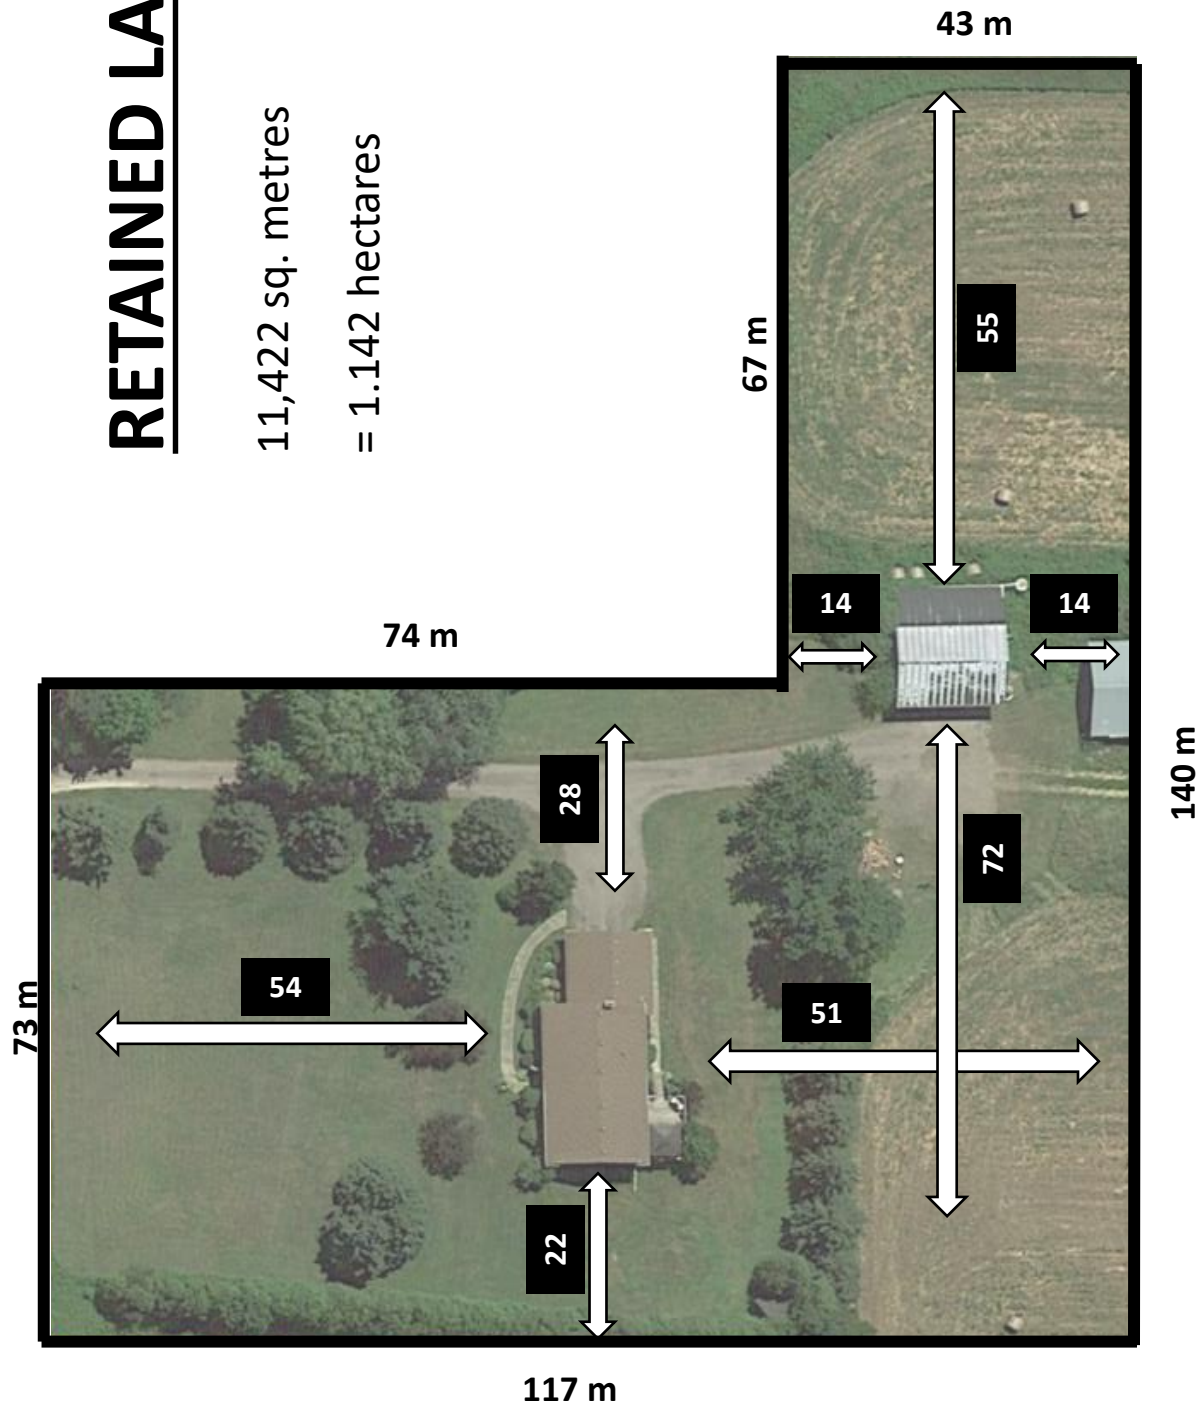 RETAINED LA
11,422 sq. metres
= 1.142 hectares
43 m
67 m
55
14
14
74 m
28
72
140 m
73 m
54
51
22
117 m